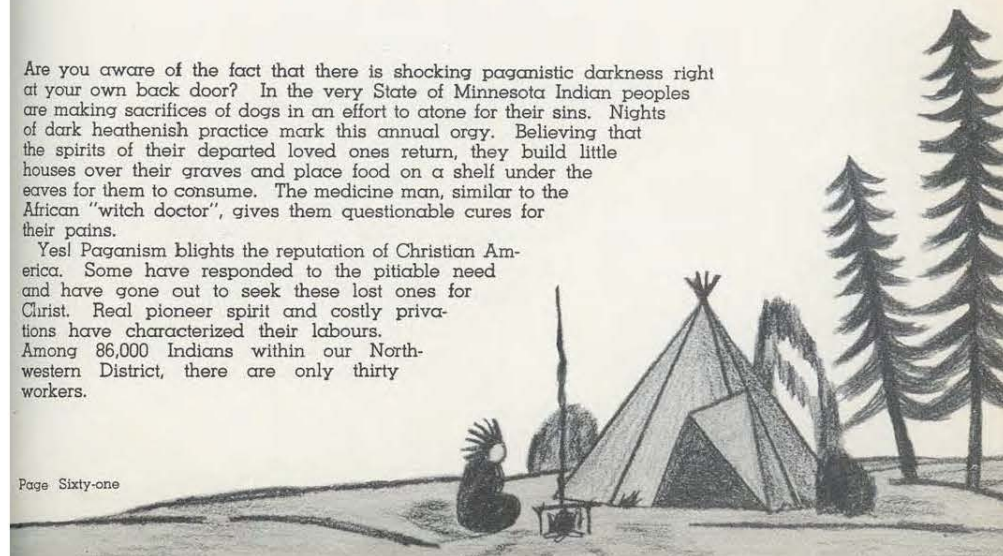 Are you aware of the fact that there is shocking paganistic darkness right
at your own back door? In the very State of Minnesota Indian peoples
are making sacrifices of dogs in an effort to atone for their sins. Nights
of dark heathenish practice mark this annual orgy. Believing that
the spirits of their departed loved ones return, they build little
houses over their graves and place food on a shelf under the
eaves for them to consume. The medicine man, similar to the
African "witch doctor", gives them questionable cures for
their pains.
Yes! Paganism blights the reputation of Christian Am-
erica. Some have responded to the pitiable need
and have gone out to seek these lost ones for
Christ. Real pioneer spirit and costly priva-
tions have characterized their labours.
Among 86,000 Indians within our North-
western District, there are only thirty
workers.
Page Sixty-one